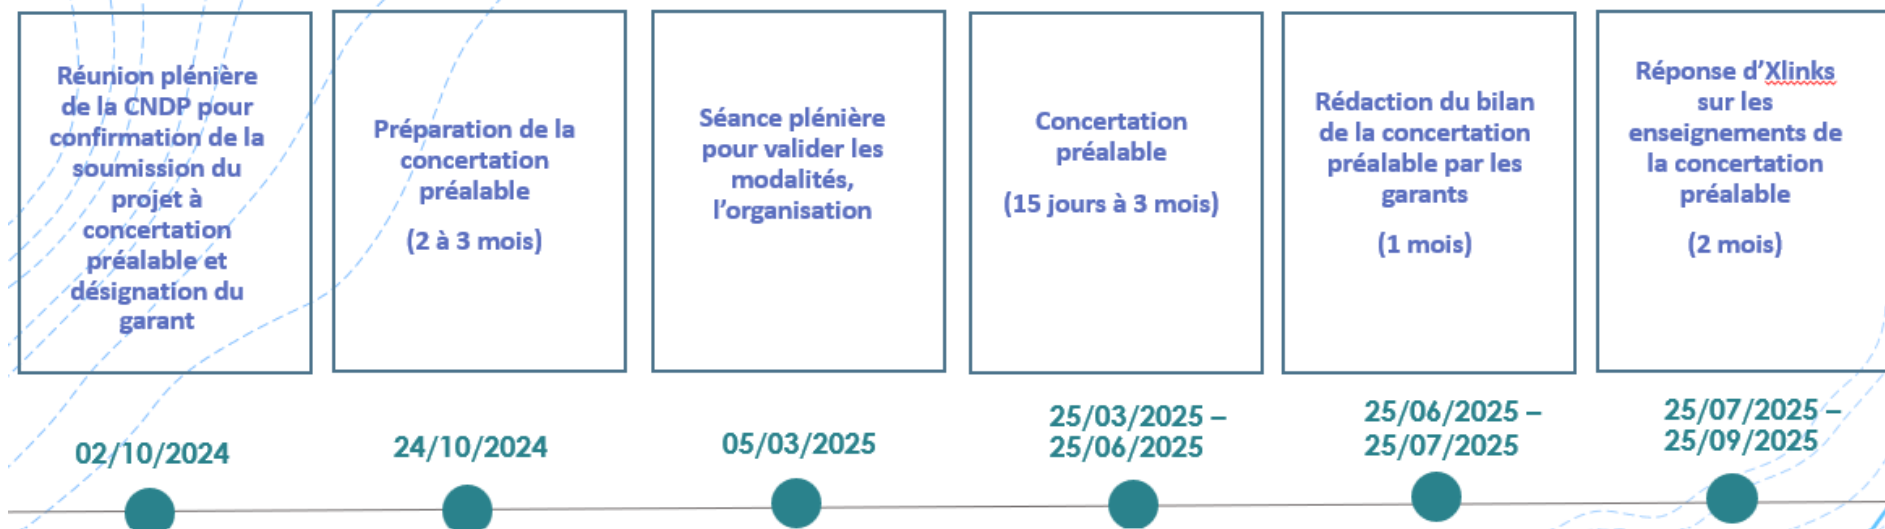 Réunion plénière
de la CNDP pour
confirmation de la
soumission du
projet à
concertation
préalable et
désignation du
garant
Préparation de la
concertation
préalable
(2 à 3 mois)
Séance plénière
pour valider les
modalités,
l’organisation
Concertation
préalable
(15 jours à 3 mois)
Rédaction du bilan
de la concertation
préalable par les
garants
(1 mois)
Réponse d’Xlinks
sur les
enseignements de
la concertation
préalable
(2 mois)
02/10/2024
24/10/2024
05/03/2025
25/03/2025 –
25/06/2025
25/06/2025 –
25/07/2025
25/07/2025 –
25/09/2025